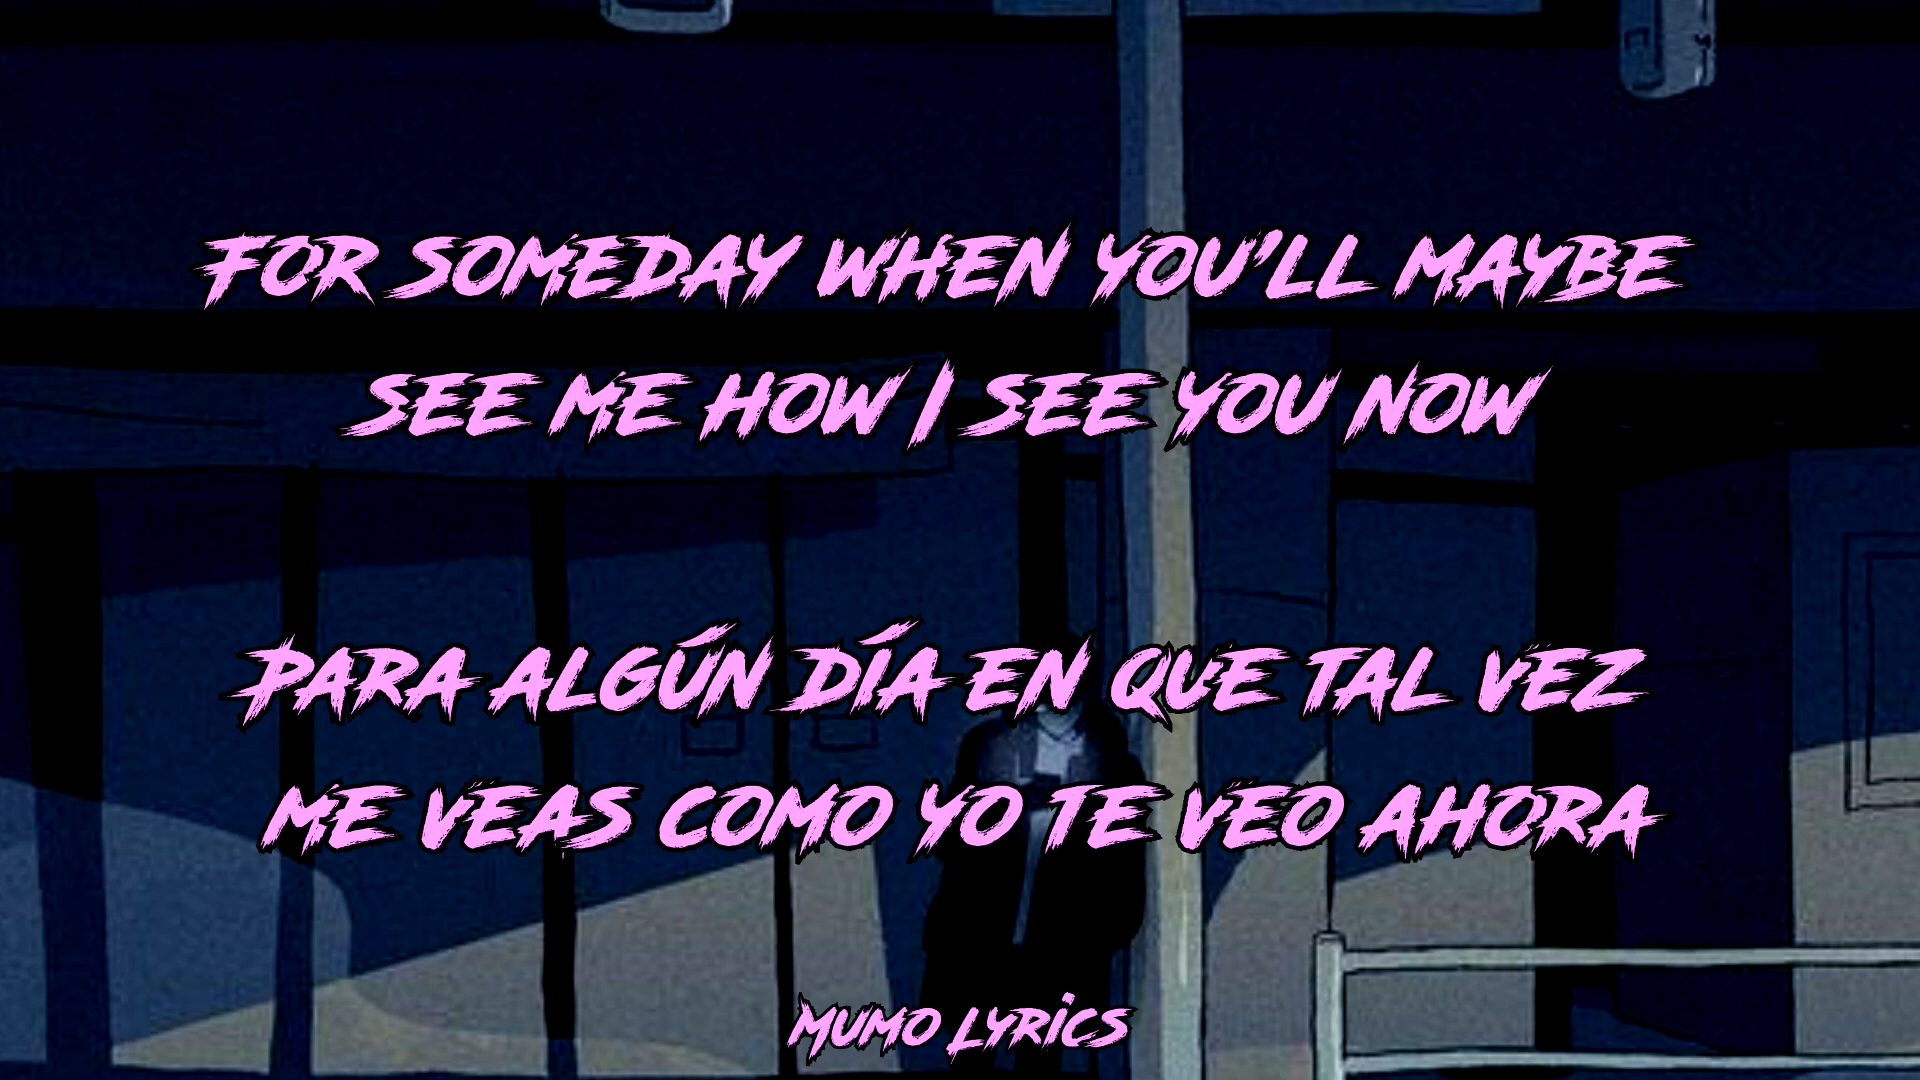 FOR SOMEDAY WHEN YOU'LL MAYBE
SEE ME HOW I SEE YOU NOW
PARA ALGÚN DÍA EN QUE TAL VEZ
ME VEAS COMO YO TE VEO AHORA
MUMO LYRICS